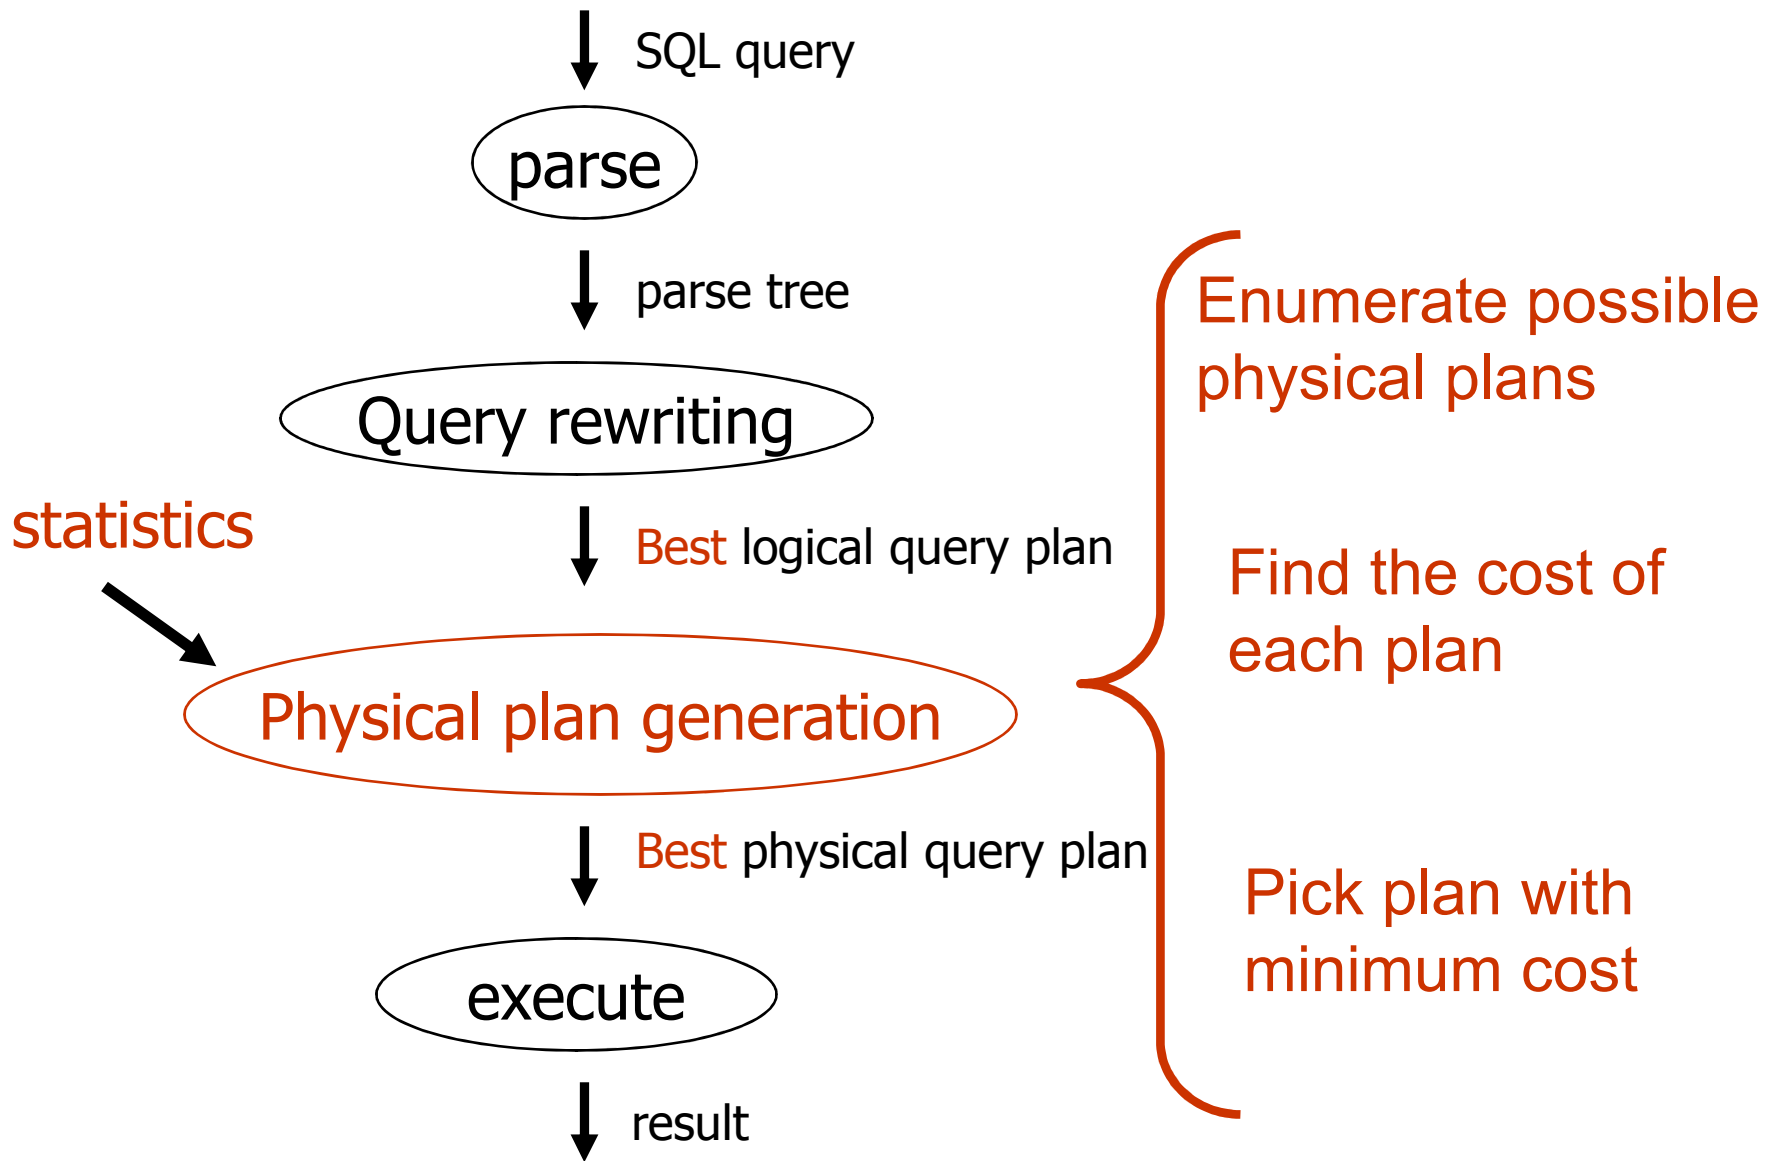 SQL query
parse
parse tree
Query rewriting
statistics
Best logical query plan
Physical plan generation
Best physical query plan
execute
result
Enumerate possible
physical plans
Find the cost of
each plan
Pick plan with
minimum cost